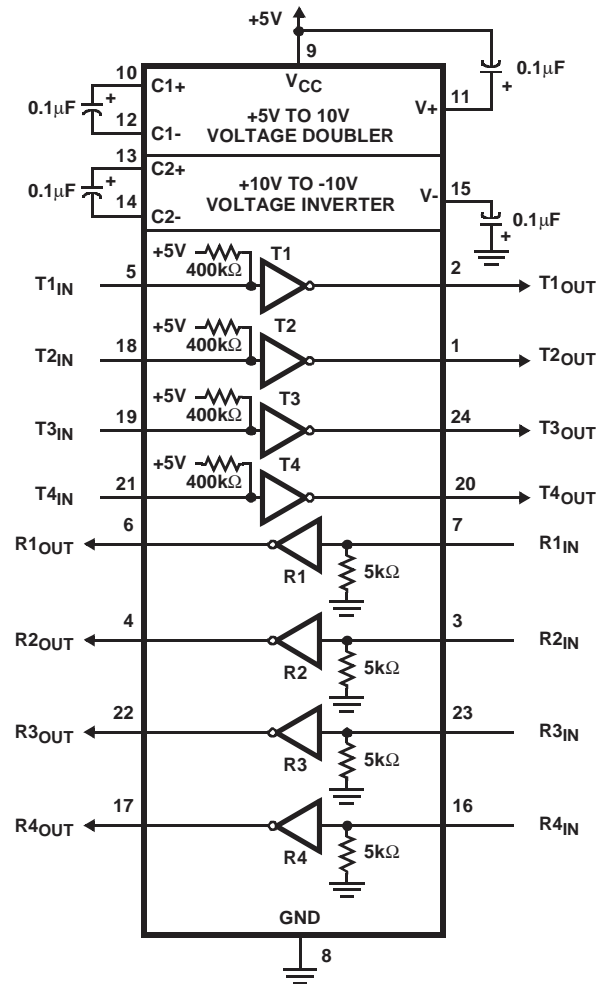 +5V
9
VCC
0.1µF
+
10
C1+
0.1µF
+
12
C1-
+5V TO 10V
VOLTAGE DOUBLER
V+
11
13
C2+
0.1µF
+
14
C2-
+10V TO -10V
VOLTAGE INVERTER
V-
15
0.1µF
+
+5V
400kΩ
T1
T1IN
5
2
T1OUT
+5V
400kΩ
T2
T2IN
18
1
T2OUT
+5V
400kΩ
T3
T3IN
19
24
T3OUT
+5V
400kΩ
T4
T4IN
21
20
T4OUT
R1OUT
6
7
R1IN
R1
5kΩ
R2OUT
4
3
R2IN
R2
5kΩ
R3OUT
22
23
R3IN
R3
5kΩ
R4OUT
17
16
R4IN
R4
5kΩ
GND
8